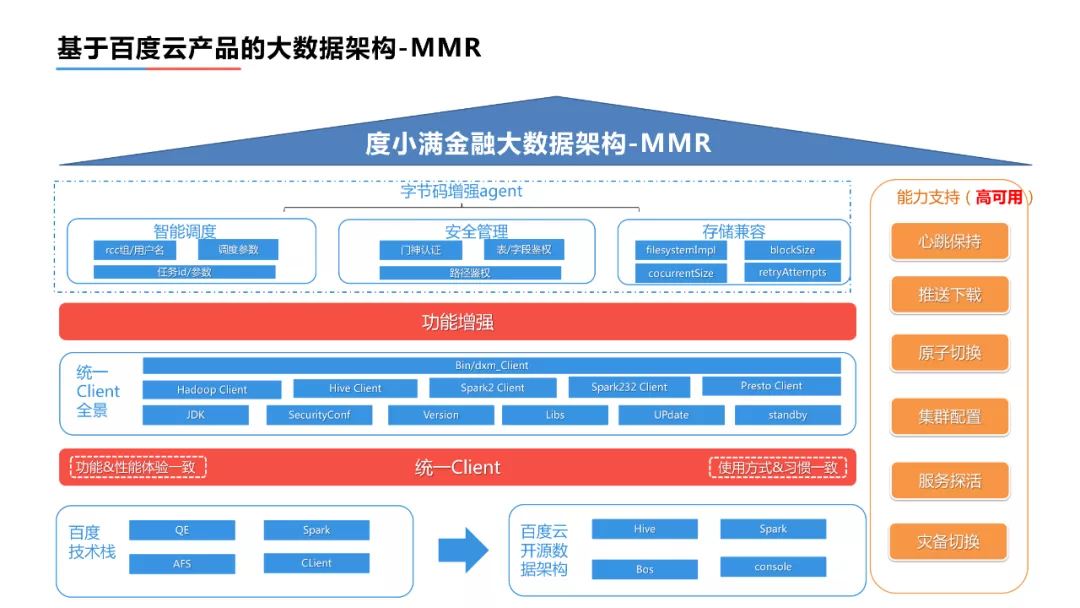 基于百度云产品的大数据架构-MMR
度小满金融大数据架构-MMR
字节码增强agent
智能调度
rcc组/用户名
调度参数
任务id/参数
安全管理
门神认证
表/字段鉴权
路径鉴权
存储兼容
filesystemImpl
blockSize
cocurrentSize
retryAttempts
功能增强
统一
Client
全景
Bin/dxm_Client
Hadoop Client
Hive Client
Spark2 Client
Spark232 Client
Presto Client
JDK
SecurityConf
Version
Libs
UPdate
standby
功能&性能体验一致
统一Client
使用方式&习惯一致
百度
技术栈
QE
Spark
AFS
CLient
百度云
开源数
据架构
Hive
Spark
Bos
console
能力支持（高可用）
心跳保持
推送下载
原子切换
集群配置
服务探活
灾备切换